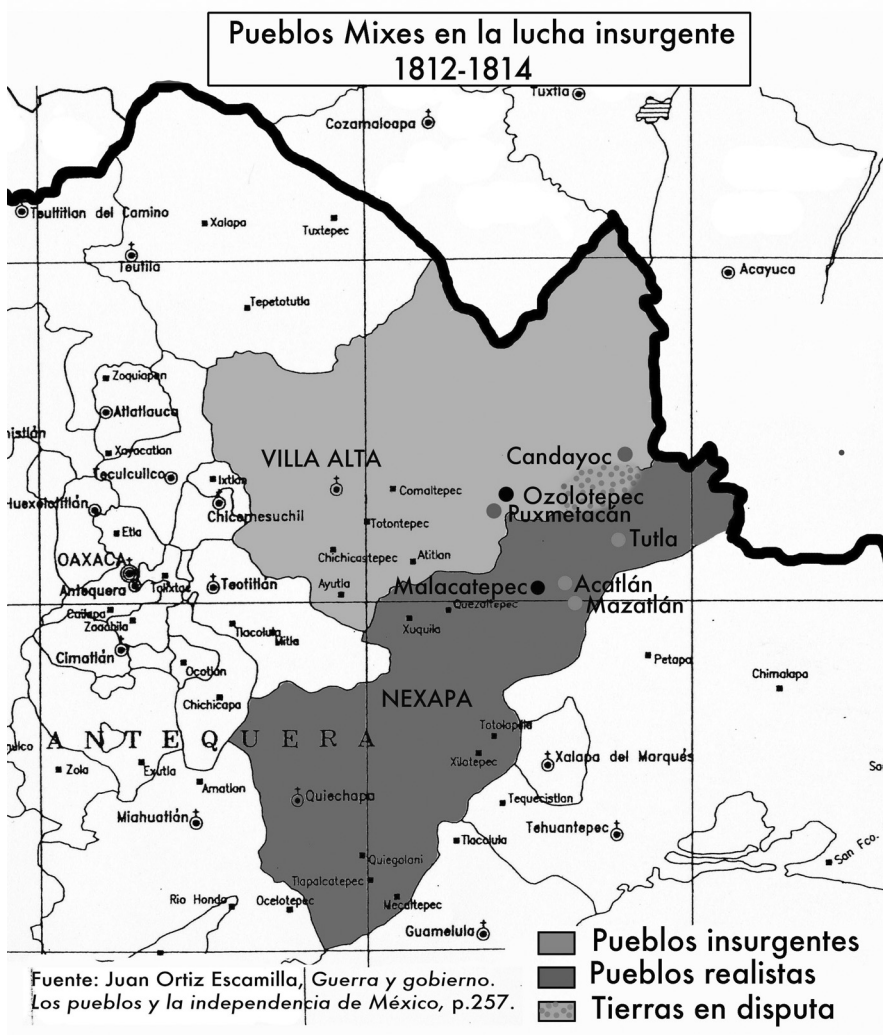 Pueblos Mixes en la lucha insurgente
1812-1814
Tuxtla
Cozamaloapa
Teultitlan del Camino
Xalapa
Tuxtepec
Teutila
Acayuca
Tepetotutla
Zoquiapan
Atlatlauca
Xayacatlan
Teculcuilco
VILLA ALTA
Candayoc
Ixtlan
Comaltepec
Ozolotepec
Chicomesuchil
Puxmetacán
Etla
Totontepec
Tutla
OAXACA
Chichicastepec
Atitlan
Antequera
Teotitlán
Ayutla
Malacatepec
Acatlán
Mazatlán
Quezaltepec
Xuquila
Tlacolula
Mitla
Cimatlán
Ocotlan
Petapa
Chimalapa
Chichicapa
NEXAPA
ANTEQUERA
Totolapilla
Xilotepec
Xalapa del Marqués
Zola
Exutla
Amatlan
Quiechapa
Tequecistlan
Miahuatlán
Tehuantepec
Tlacolula
Quiegolani
San Fco.
Tlapalcatepec
Rio Hondo
Ocelotepec
Mecaltepec
Guamelula
Pueblos insurgentes
Pueblos realistas
Tierras en disputa
Fuente: Juan Ortiz Escamilla, Guerra y gobierno.
Los pueblos y la independencia de México, p.257.